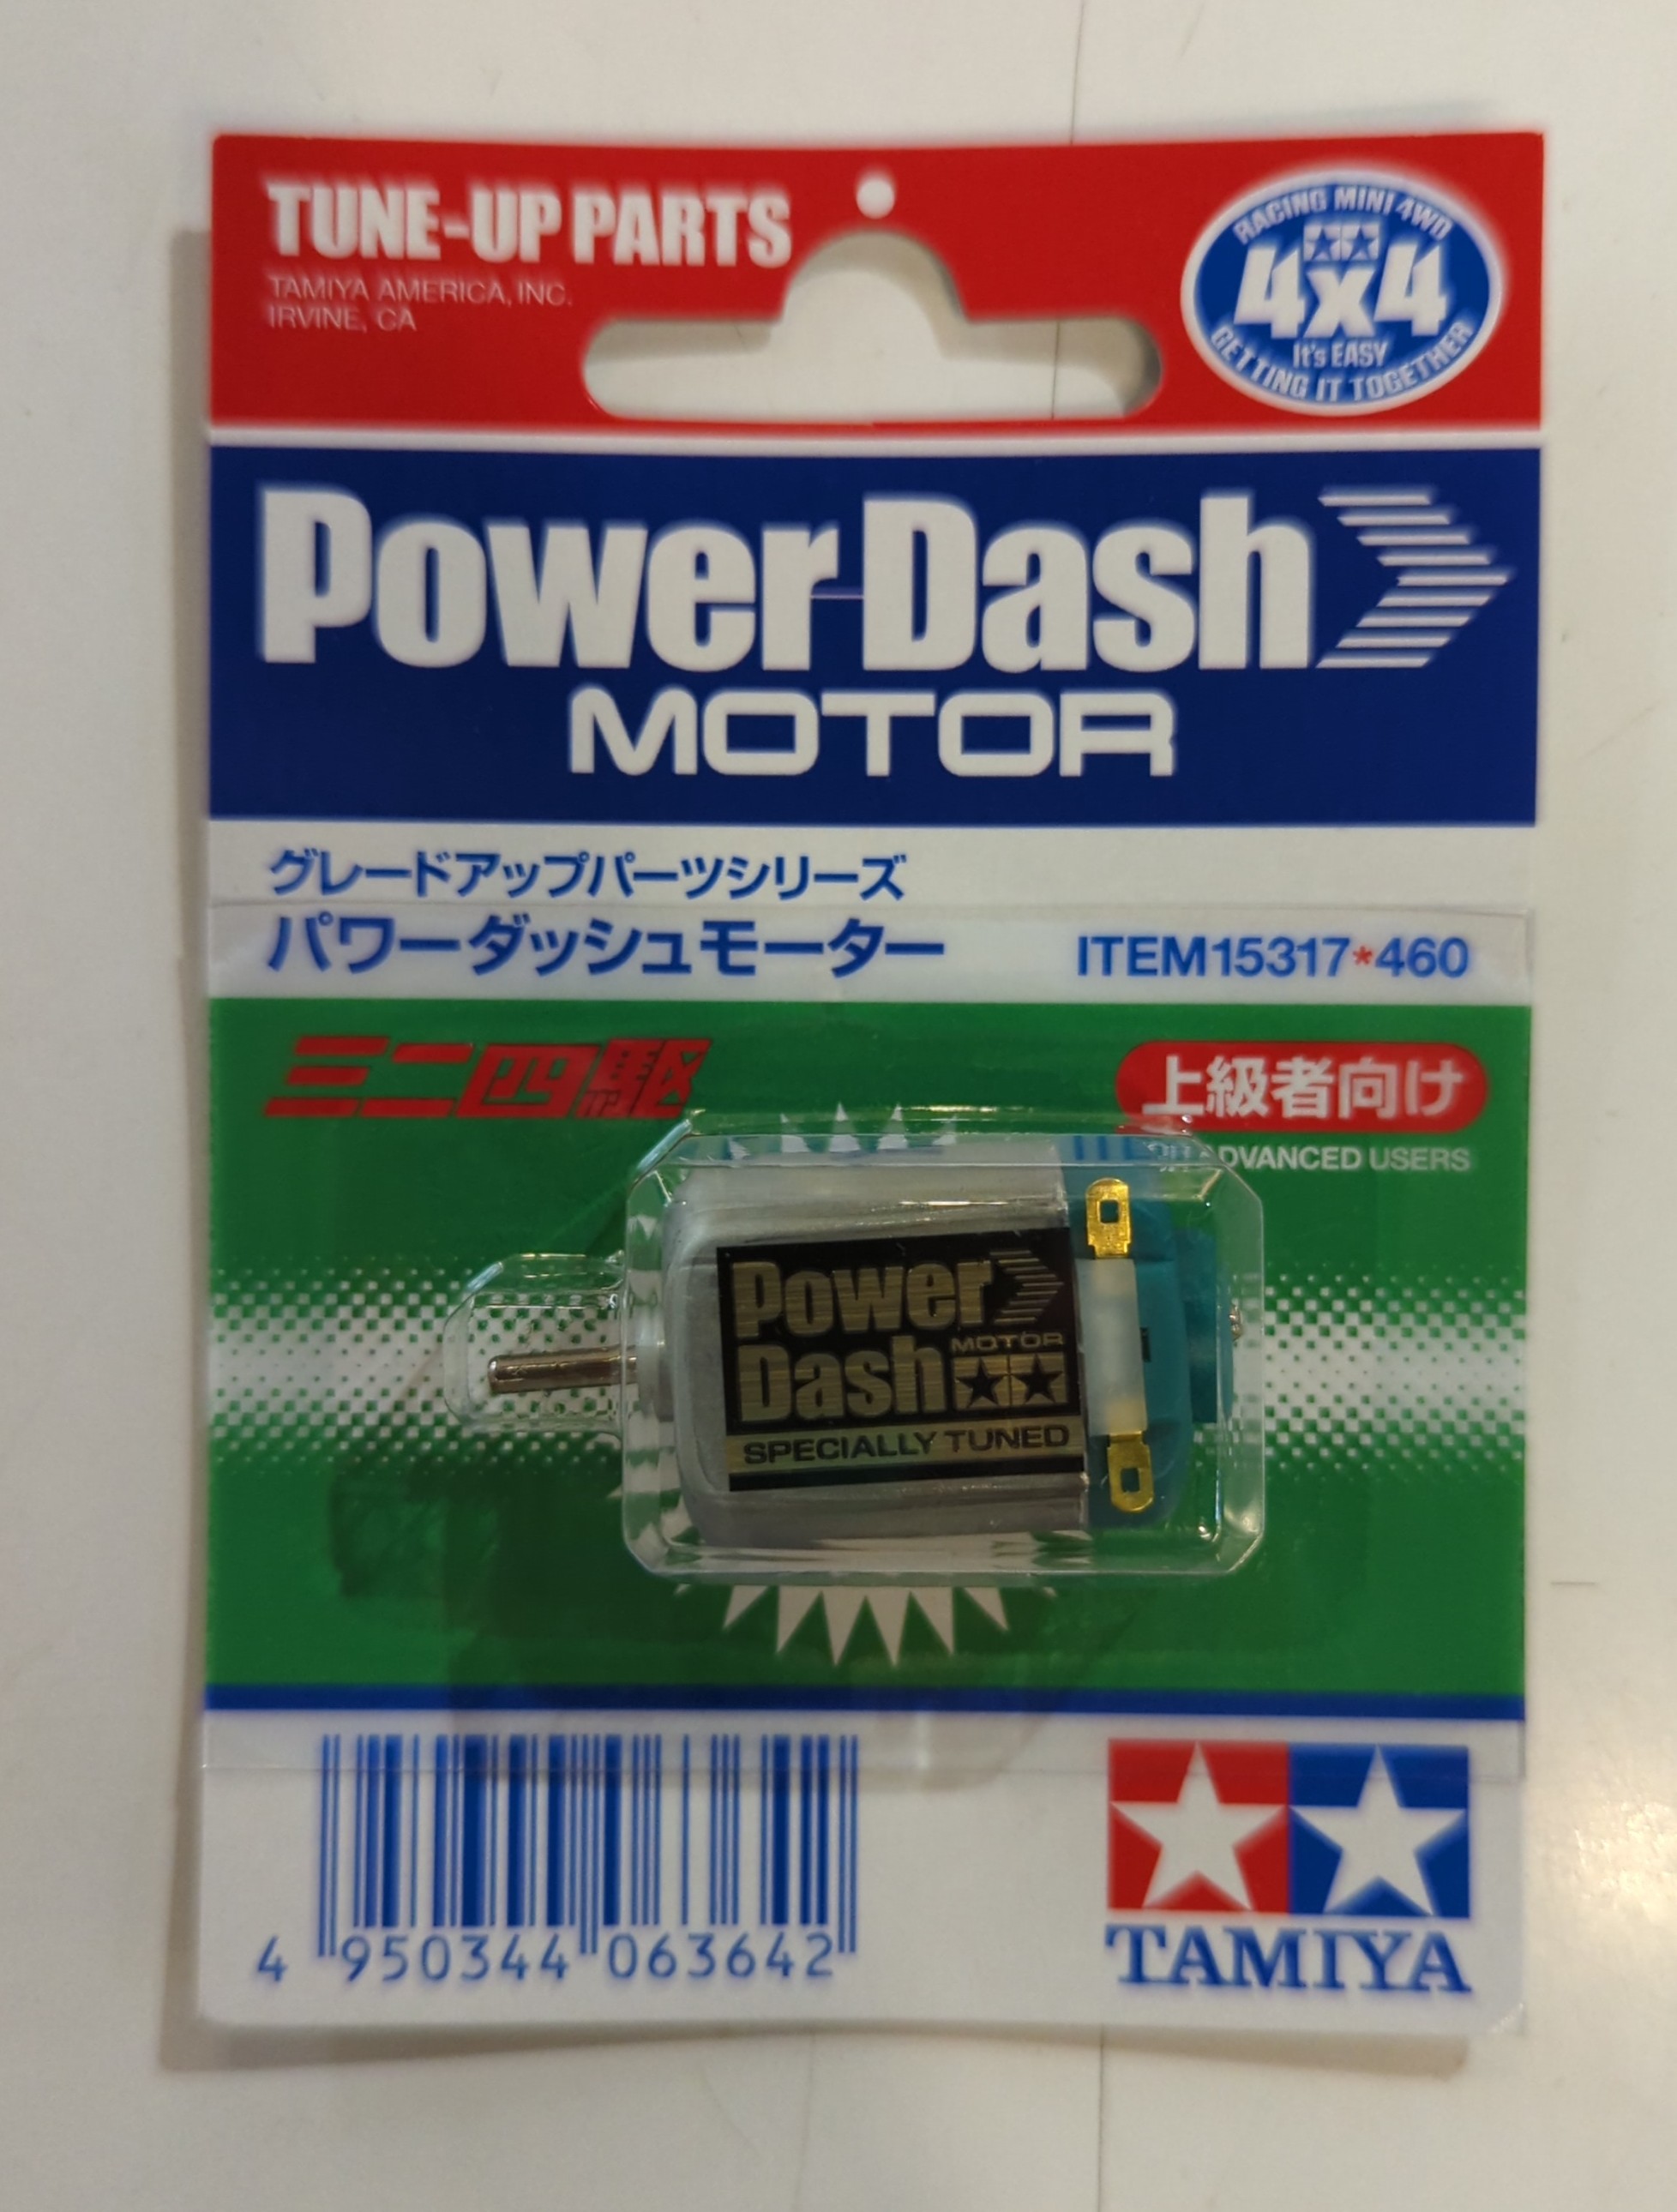 TUNE-UP PARTS
TAMIYA AMERICA, INC.
IRVINE, CA
RACING MINI 4WD
4x4
It's EASY
GETTING IT TOGETHER
Power Dash
MOTOR
グレードアップパーツシリーズ
パワーダッシュモーター
ITEM15317*460
ミニ四駆
上級者向け
ADVANCED USERS
Power
Dash MOTOR
SPECIALLY TUNED
4 950344 063642
TAMIYA